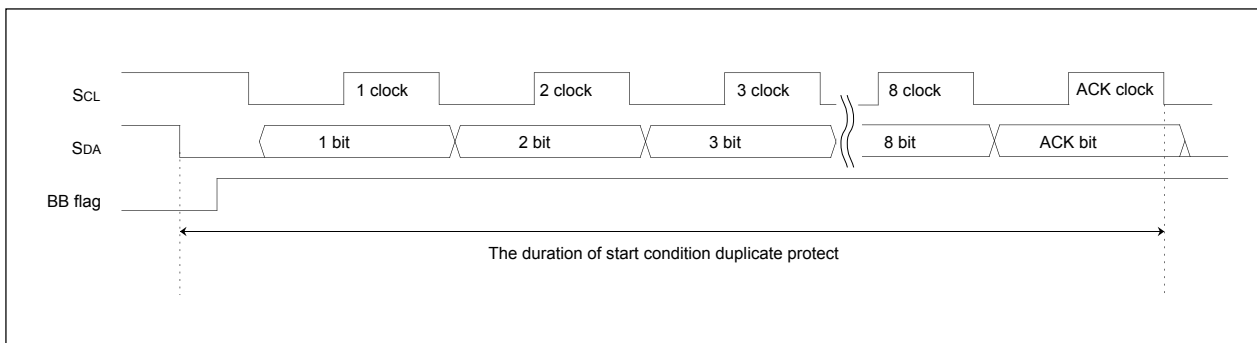 SCL
1 clock 2 clock 3 clock 8 clock ACK clock
SDA
1 bit 2 bit 3 bit 8 bit ACK bit
BB flag
The duration of start condition duplicate protect